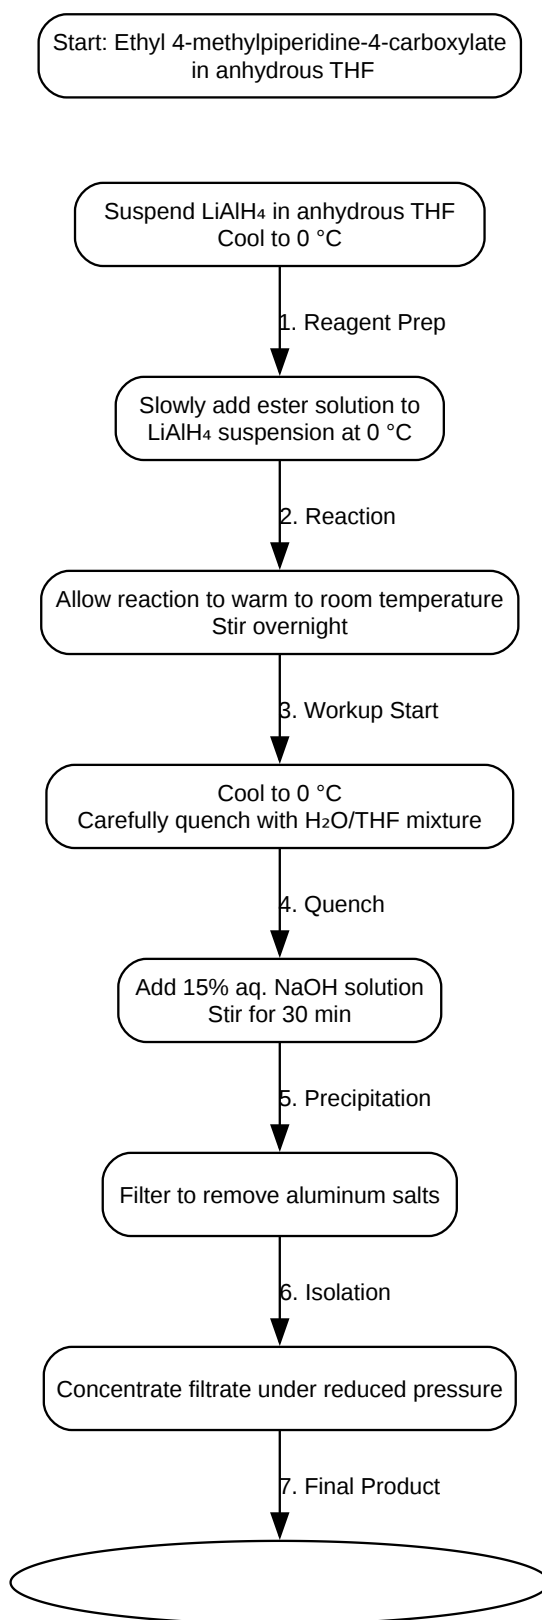 Start: Ethyl 4-methylpiperidine-4-carboxylate
in anhydrous THF
Suspend LiAlH₄ in anhydrous THF
Cool to 0 °C
1. Reagent Prep
Slowly add ester solution to
LiAlH₄ suspension at 0 °C
2. Reaction
Allow reaction to warm to room temperature
Stir overnight
3. Workup Start
Cool to 0 °C
Carefully quench with H₂O/THF mixture
4. Quench
Add 15% aq. NaOH solution
Stir for 30 min
5. Precipitation
Filter to remove aluminum salts
6. Isolation
Concentrate filtrate under reduced pressure
7. Final Product